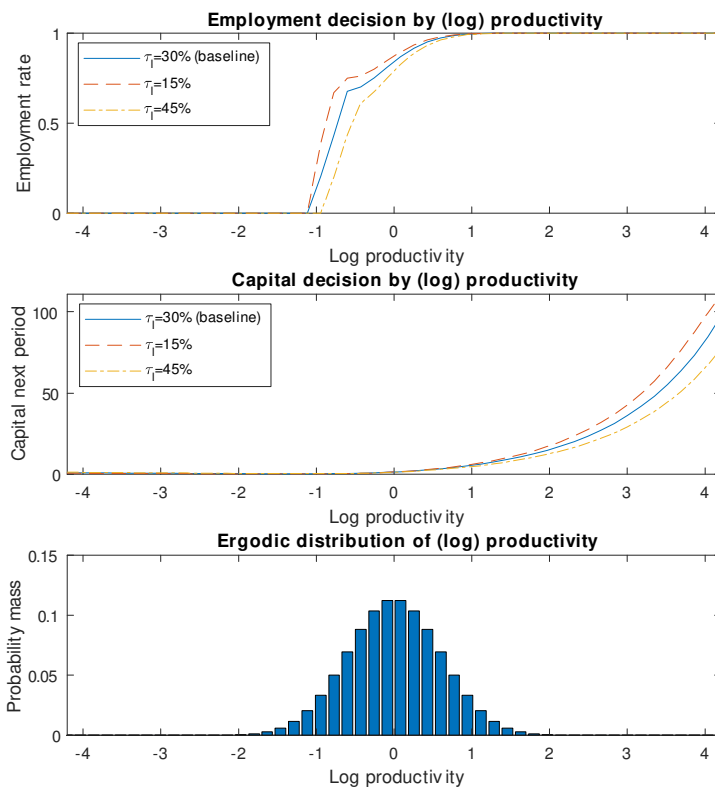 Employment decision by (log) productivity
Employment rate
1
0.5
0
τl=30% (baseline)
τl=15%
τl=45%
-4 -3 -2 -1 0 1 2 3 4
Log productivity
Capital decision by (log) productivity
Capital next period
100
50
0
τl=30% (baseline)
τl=15%
τl=45%
-4 -3 -2 -1 0 1 2 3 4
Log productivity
Ergodic distribution of (log) productivity
Probability mass
0.15
0.1
0.05
0
-4 -3 -2 -1 0 1 2 3 4
Log productivity